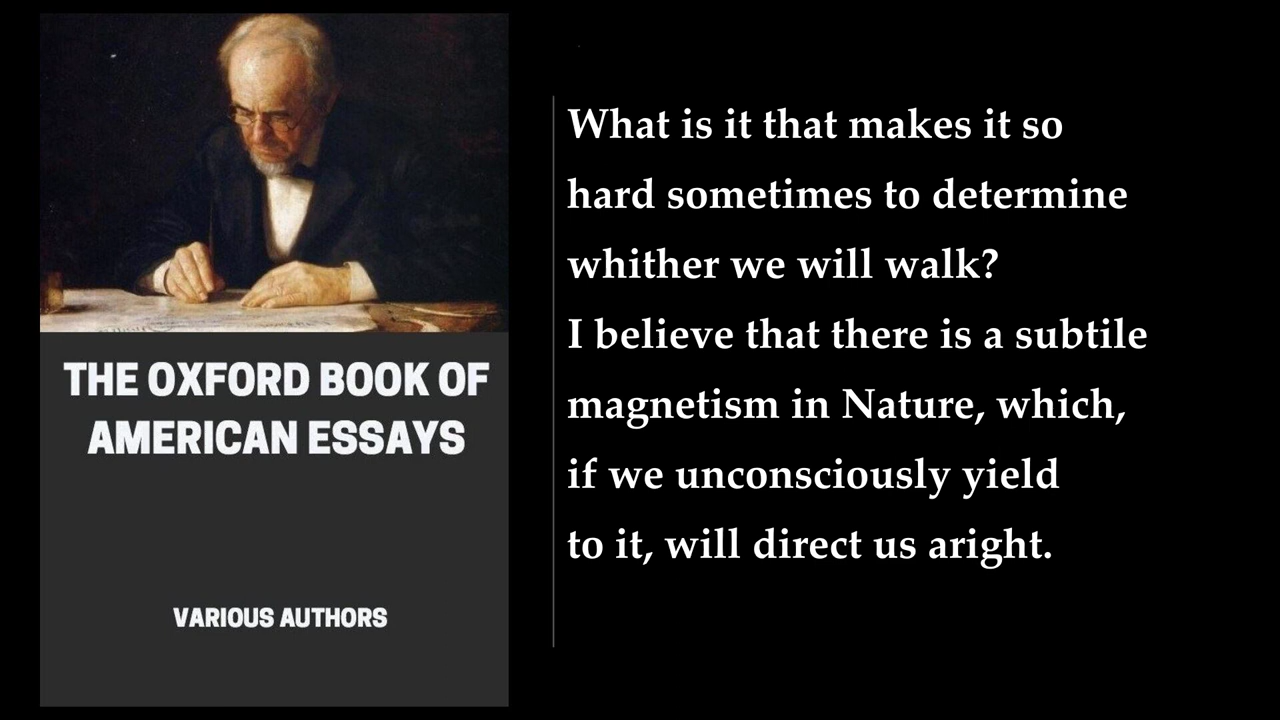 THE OXFORD BOOK OF
AMERICAN ESSAYS
VARIOUS AUTHORS
What is it that makes it so
hard sometimes to determine
whither we will walk?
I believe that there is a subtile
magnetism in Nature, which,
if we unconsciously yield
to it, will direct us aright.